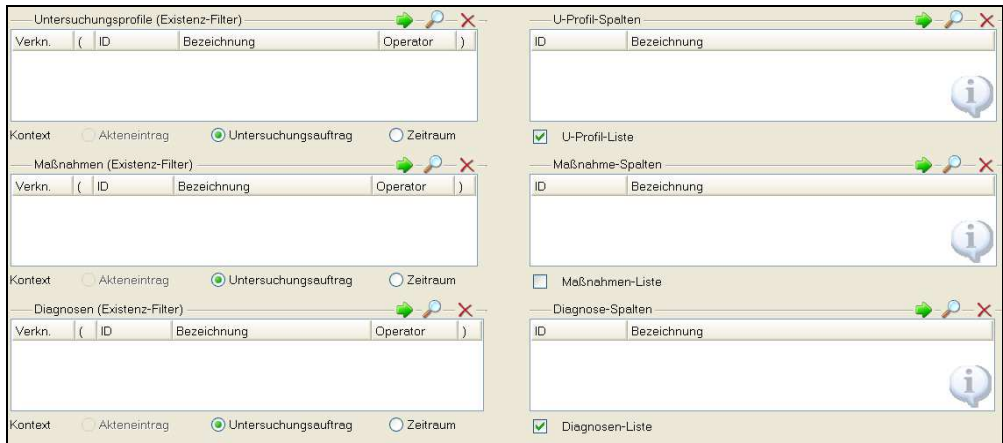 Untersuchungsprofile (Existenz-Filter) U-Profil-Spalten
Verkn. ( ID Bezeichnung Operator ) ID Bezeichnung
Kontext Akteneintrag Untersuchungsauftrag Zeitraum U-Profil-Liste
Maßnahmen (Existenz-Filter) Maßnahme-Spalten
Verkn. ( ID Bezeichnung Operator ) ID Bezeichnung
Kontext Akteneintrag Untersuchungsauftrag Zeitraum Maßnahmen-Liste
Diagnosen (Existenz-Filter) Diagnose-Spalten
Verkn. ( ID Bezeichnung Operator ) ID Bezeichnung
Kontext Akteneintrag Untersuchungsauftrag Zeitraum Diagnosen-Liste